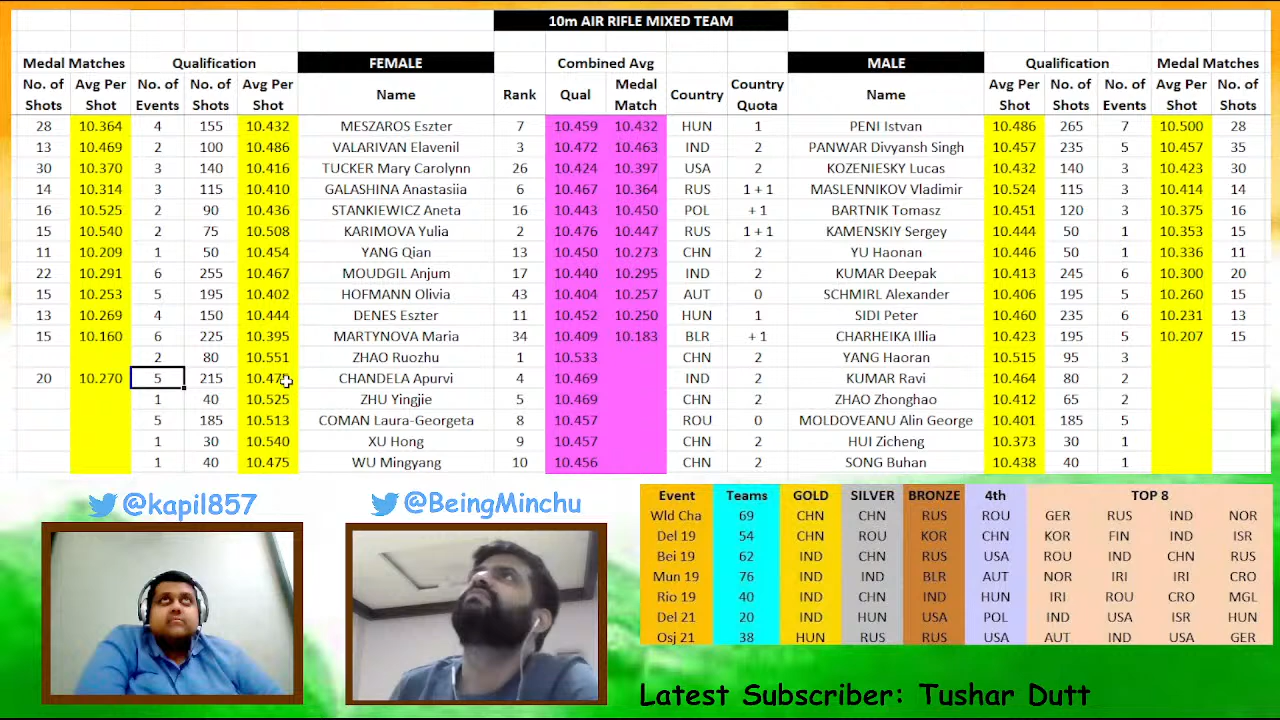 10m AIR RIFLE MIXED TEAM
Medal Matches Qualification FEMALE Combined Avg MALE Qualification Medal Matches
No. of Shots Avg Per Shot No. of Events No. of Shots Avg Per Shot Name Rank Qual Medal Match Country Country Quota Name Avg Per Shot No. of Shots No. of Events Avg Per Shot No. of Shots
28 10.364 4 155 10.432 MESZAROS Eszter 7 10.459 10.432 HUN 1 PENI Istvan 10.486 265 7 10.500 28
13 10.469 2 100 10.486 VALARIVAN Elavenil 3 10.472 10.463 IND 2 PANWAR Divyansh Singh 10.457 235 5 10.457 35
30 10.370 3 140 10.416 TUCKER Mary Carolynn 26 10.424 10.397 USA 2 KOZENIESKY Lucas 10.432 140 3 10.423 30
14 10.314 3 115 10.410 GALASHINA Anastasiia 6 10.467 10.364 RUS 1 + 1 MASLENNIKOV Vladimir 10.524 115 3 10.414 14
16 10.525 2 90 10.436 STANKIEWICZ Aneta 16 10.443 10.450 POL + 1 BARTNIK Tomasz 10.451 120 3 10.375 16
15 10.540 2 75 10.508 KARIMOVA Yulia 2 10.476 10.447 RUS 1 + 1 KAMENSKIY Sergey 10.444 50 1 10.353 15
11 10.209 1 50 10.454 YANG Qian 13 10.450 10.273 CHN 2 YU Haonan 10.446 50 1 10.336 11
22 10.291 6 255 10.467 MOUDGIL Anjum 17 10.440 10.295 IND 2 KUMAR Deepak 10.413 245 6 10.300 20
15 10.253 5 195 10.402 HOFMANN Olivia 43 10.404 10.257 AUT 0 SCHMIRL Alexander 10.406 195 5 10.260 15
13 10.269 4 150 10.444 DENES Eszter 11 10.452 10.250 HUN 1 SIDI Peter 10.460 235 6 10.231 13
15 10.160 6 225 10.395 MARTYNOVA Maria 34 10.409 10.183 BLR + 1 CHARHEIKA Illia 10.423 195 5 10.207 15
2 80 10.551 ZHAO Ruozhu 1 10.533 CHN 2 YANG Haoran 10.515 95 3
20 10.270 5 215 CHANDELA Apurvi 4 10.469 IND 2 KUMAR Ravi 10.464 80 2
1 40 10.525 ZHU Yingjie 5 10.469 CHN 2 ZHAO Zhonghao 10.412 65 2
5 185 10.513 COMAN Laura-Georgeta 8 10.457 ROU 0 MOLDOVEANU Alin George 10.401 185 5
1 30 10.540 XU Hong 9 10.457 CHN 2 HUI Zicheng 10.373 30 1
1 40 10.475 WU Mingyang 10 10.456 CHN 2 SONG Buhan 10.438 40 1
@kapil857
@BeingMinchu
Event Teams GOLD SILVER BRONZE 4th TOP 8
Wld Cha 69 CHN CHN RUS ROU GER RUS IND NOR
Del 19 54 CHN ROU KOR CHN KOR FIN IND ISR
Bei 19 62 IND CHN RUS USA ROU IND CHN RUS
Mun 19 76 IND IND BLR AUT NOR IRI IRI CRO
Rio 19 40 IND CHN IND HUN IRI ROU CRO MGL
Del 21 20 IND HUN USA POL IND USA ISR HUN
Osj 21 38 HUN RUS RUS USA AUT IND USA GER
Latest Subscriber: Tushar Dutt